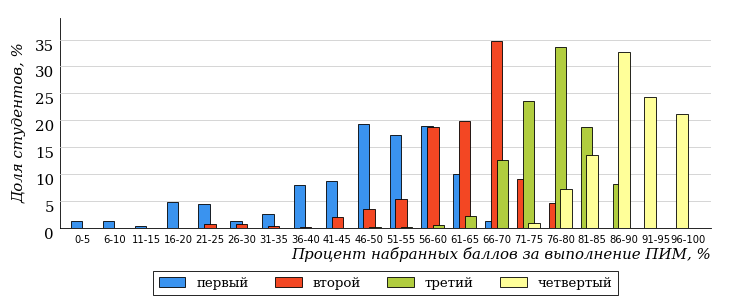 Доля студентов, %
35
30
25
20
15
10
5
0
0-5 6-10 11-15 16-20 21-25 26-30 31-35 36-40 41-45 46-50 51-55 56-60 61-65 66-70 71-75 76-80 81-85 86-90 91-95 96-100
Процент набранных баллов за выполнение ПИМ, %
первый второй третий четвертый